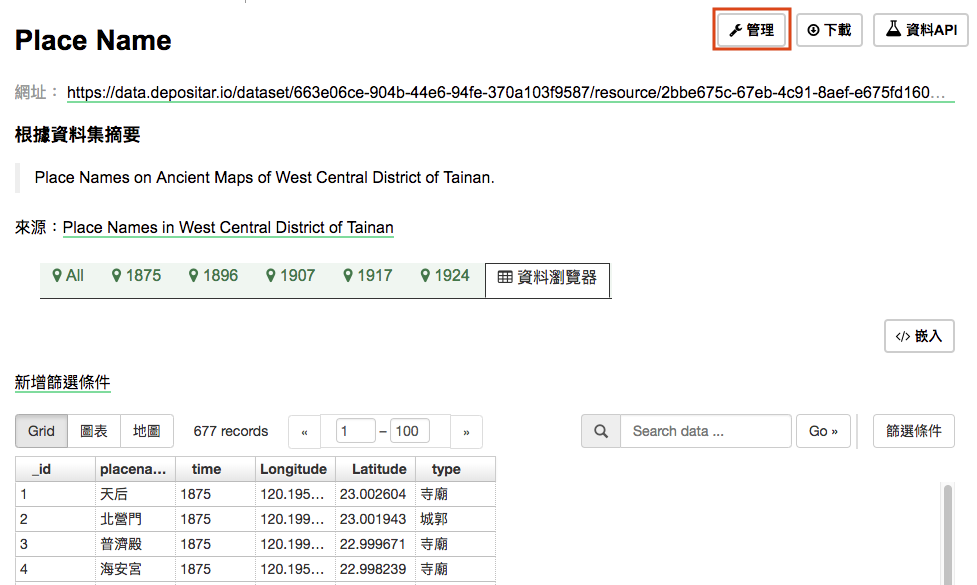 Place Name
管理
下載
資料API
網址： https://data.depositar.io/dataset/663e06ce-904b-44e6-94fe-370a103f9587/resource/2bbe675c-67eb-4c91-8aef-e675fd160...
根據資料集摘要
Place Names on Ancient Maps of West Central District of Tainan.
來源：Place Names in West Central District of Tainan
All 1875 1896 1907 1917 1924 資料瀏覽器
</> 嵌入
新增篩選條件
Grid 圖表 地圖 677 records « 1 – 100 » Search data ... Go » 篩選條件
_id placena... time Longitude Latitude type
1 天后 1875 120.195... 23.002604 寺廟
2 北營門 1875 120.199... 23.001943 城郭
3 普濟殿 1875 120.199... 22.999671 寺廟
4 海安宮 1875 120.195... 22.998239 寺廟